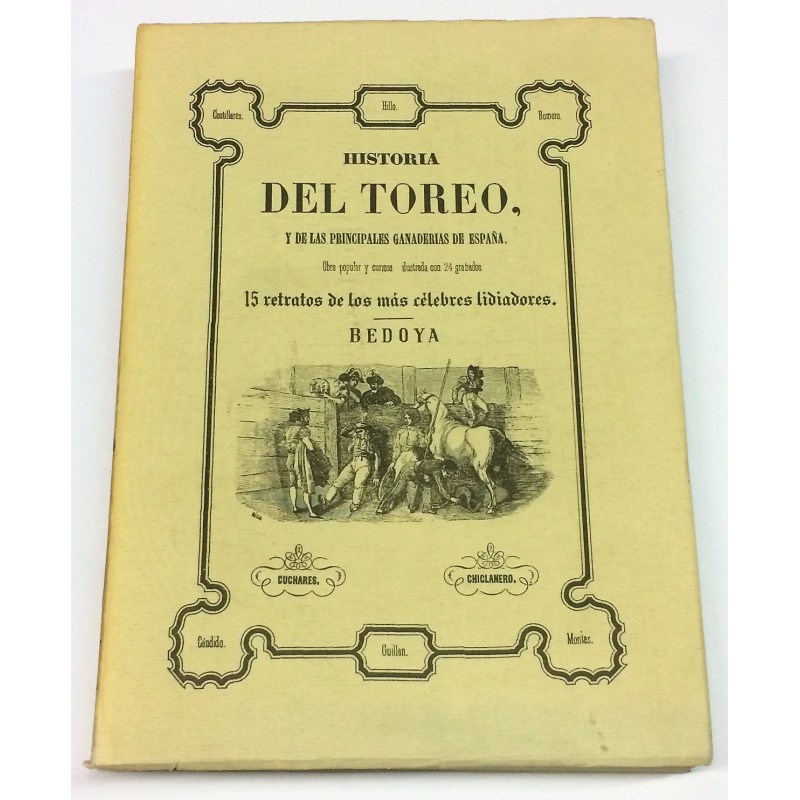 Costillares. Hillo. Romero.
HISTORIA
DEL TOREO,
Y DE LAS PRINCIPALES GANADERIAS DE ESPAÑA.
Obra popular y curiosa ilustrada con 24 grabados
15 retratos de los más célebres lidiadores.
BEDOYA
CUCHARES. CHICLANERO.
Cándido. Guillen. Montes.